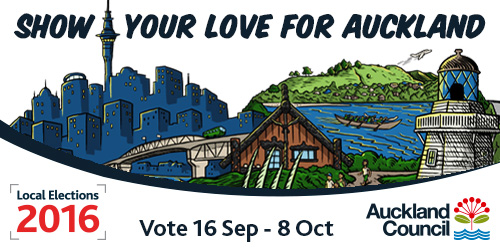 SHOW YOUR LOVE FOR AUCKLAND
Local Elections
2016
Vote 16 Sep - 8 Oct
Auckland
Council